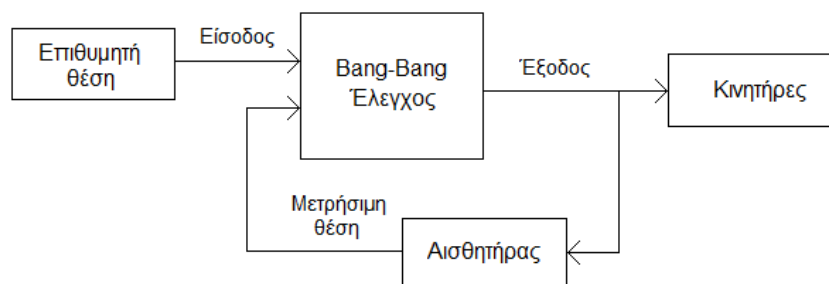 Επιθυμητή
θέση
Είσοδος
Bang-Bang
Έλεγχος
Έξοδος
Κινητήρες
Μετρήσιμη
θέση
Αισθητήρας